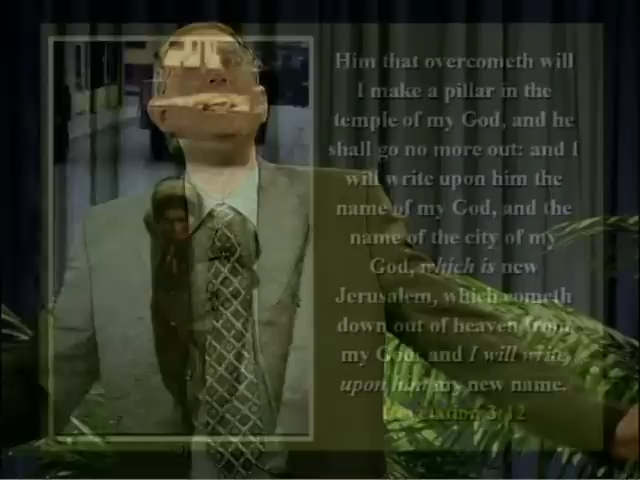 Him that overcometh will
I make a pillar in the
temple of my God, and he
shall go no more out: and I
will write upon him the
name of my God, and the
name of the city of my
God, which is new
Jerusalem, which cometh
down out of heaven from
my God: and I will write
upon him my new name.
Revelation 3:12